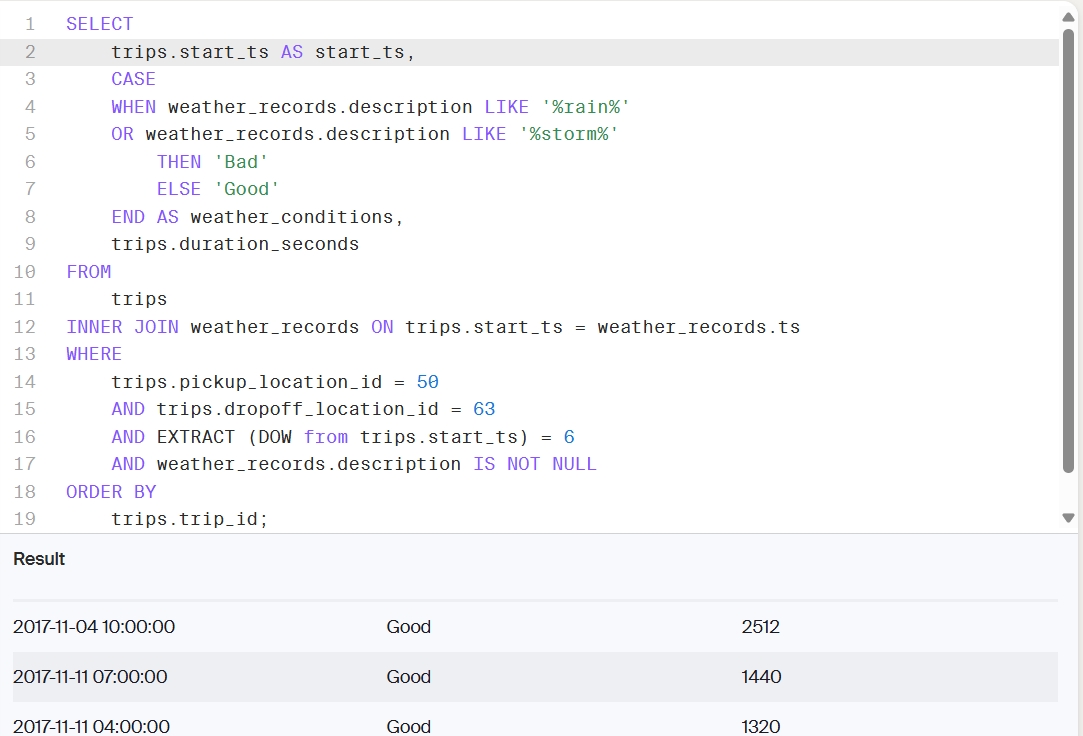 1 SELECT
2 trips.start_ts AS start_ts,
3 CASE
4 WHEN weather_records.description LIKE '%rain%'
5 OR weather_records.description LIKE '%storm%'
6 THEN 'Bad'
7 ELSE 'Good'
8 END AS weather_conditions,
9 trips.duration_seconds
10 FROM
11 trips
12 INNER JOIN weather_records ON trips.start_ts = weather_records.ts
13 WHERE
14 trips.pickup_location_id = 50
15 AND trips.dropoff_location_id = 63
16 AND EXTRACT (DOW from trips.start_ts) = 6
17 AND weather_records.description IS NOT NULL
18 ORDER BY
19 trips.trip_id;
Result
2017-11-04 10:00:00 Good 2512
2017-11-11 07:00:00 Good 1440
2017-11-11 04:00:00 Good 1320